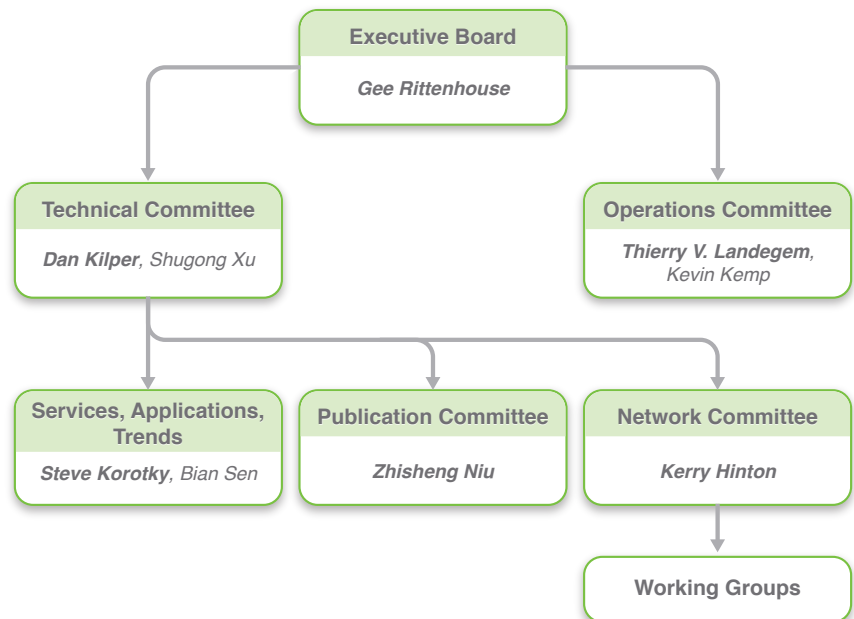 Executive Board
Gee Rittenhouse
Technical Committee
Dan Kilper, Shugong Xu
Operations Committee
Thierry V. Landegem,
Kevin Kemp
Services, Applications,
Trends
Steve Korotky, Bian Sen
Publication Committee
Zhisheng Niu
Network Committee
Kerry Hinton
Working Groups